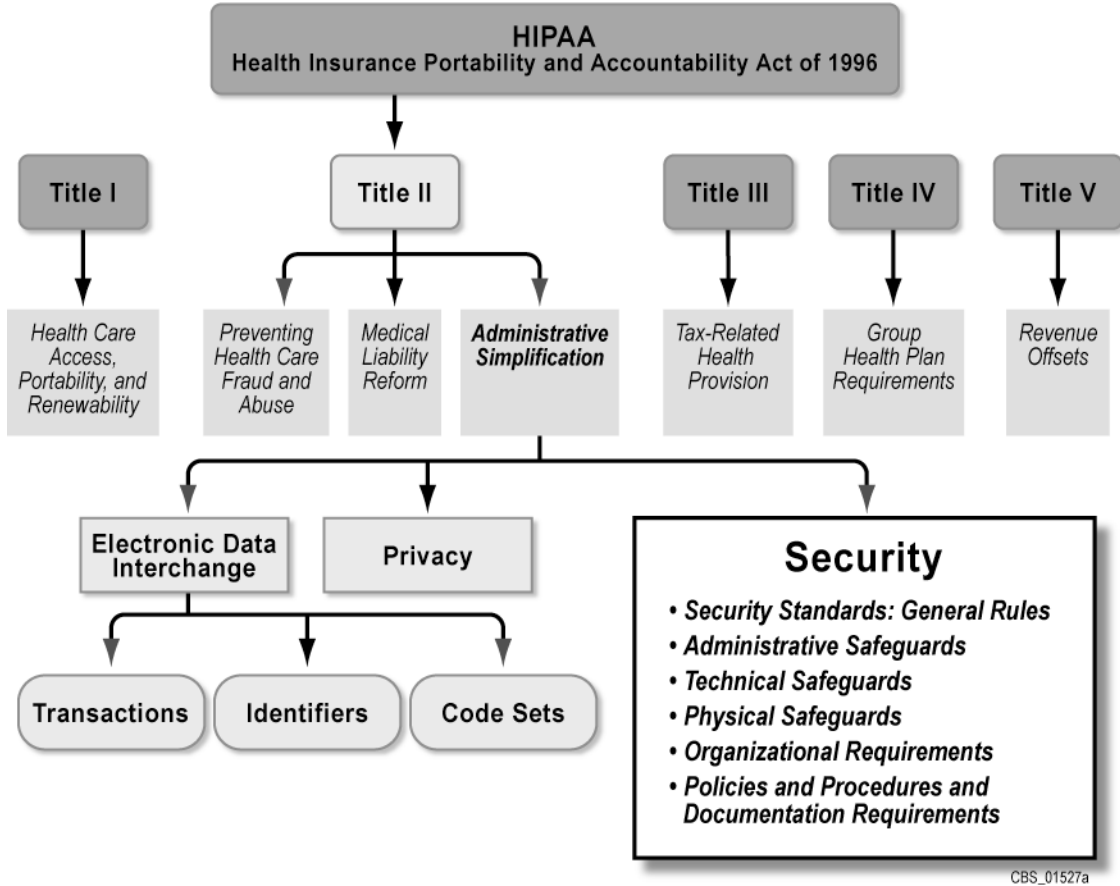 HIPAA
Health Insurance Portability and Accountability Act of 1996
Title I
Title II
Title III
Title IV
Title V
Health Care
Access,
Portability, and
Renewability
Preventing
Health Care
Fraud and
Abuse
Medical
Liability
Reform
Administrative
Simplification
Tax-Related
Health
Provision
Group
Health Plan
Requirements
Revenue
Offsets
Electronic Data
Interchange
Privacy
Security
• Security Standards: General Rules
• Administrative Safeguards
• Technical Safeguards
• Physical Safeguards
• Organizational Requirements
• Policies and Procedures and
Documentation Requirements
Transactions
Identifiers
Code Sets
CBS_01527a